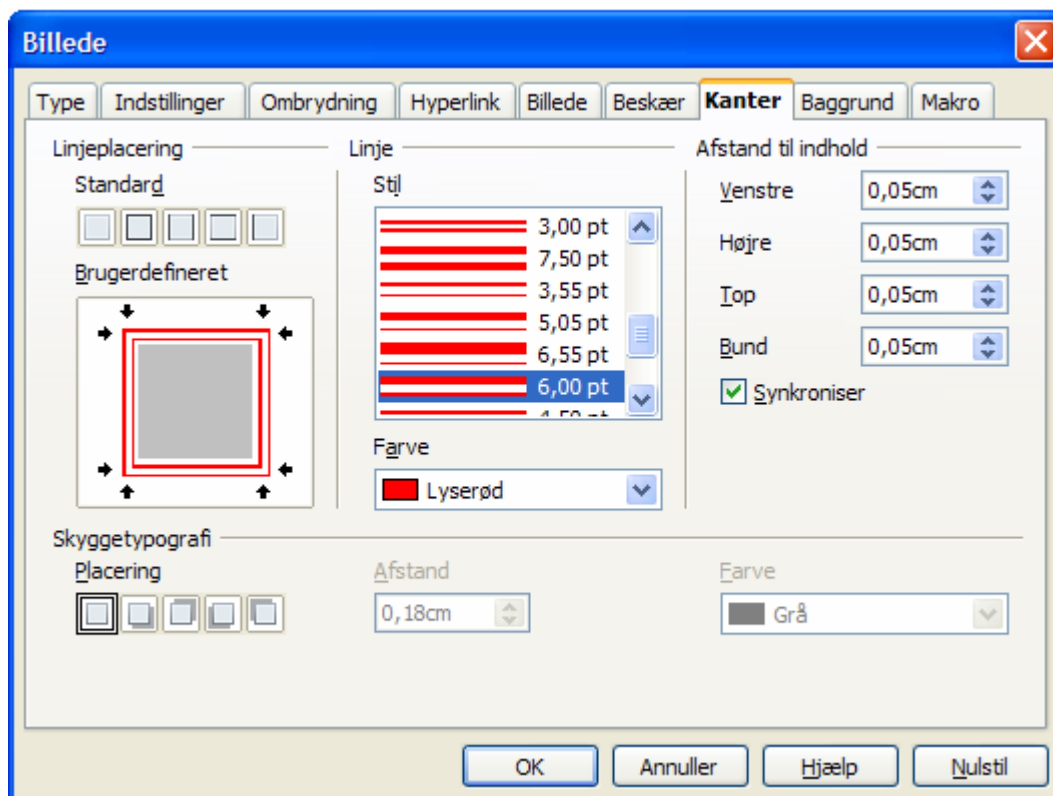 Billede
Type Indstillinger Ombrydning Hyperlink Billede Beskær Kanter Baggrund Makro
Linjeplacering
Standard
Brugerdefineret
Linje
Stil
3,00 pt
7,50 pt
3,55 pt
5,05 pt
6,55 pt
6,00 pt
Farve
Lyserød
Afstand til indhold
Venstre 0,05cm
Højre 0,05cm
Top 0,05cm
Bund 0,05cm
Synkroniser
Skyggetypografi
Placering
Afstand
0,18cm
Farve
Grå
OK Annuller Hjælp Nulstil